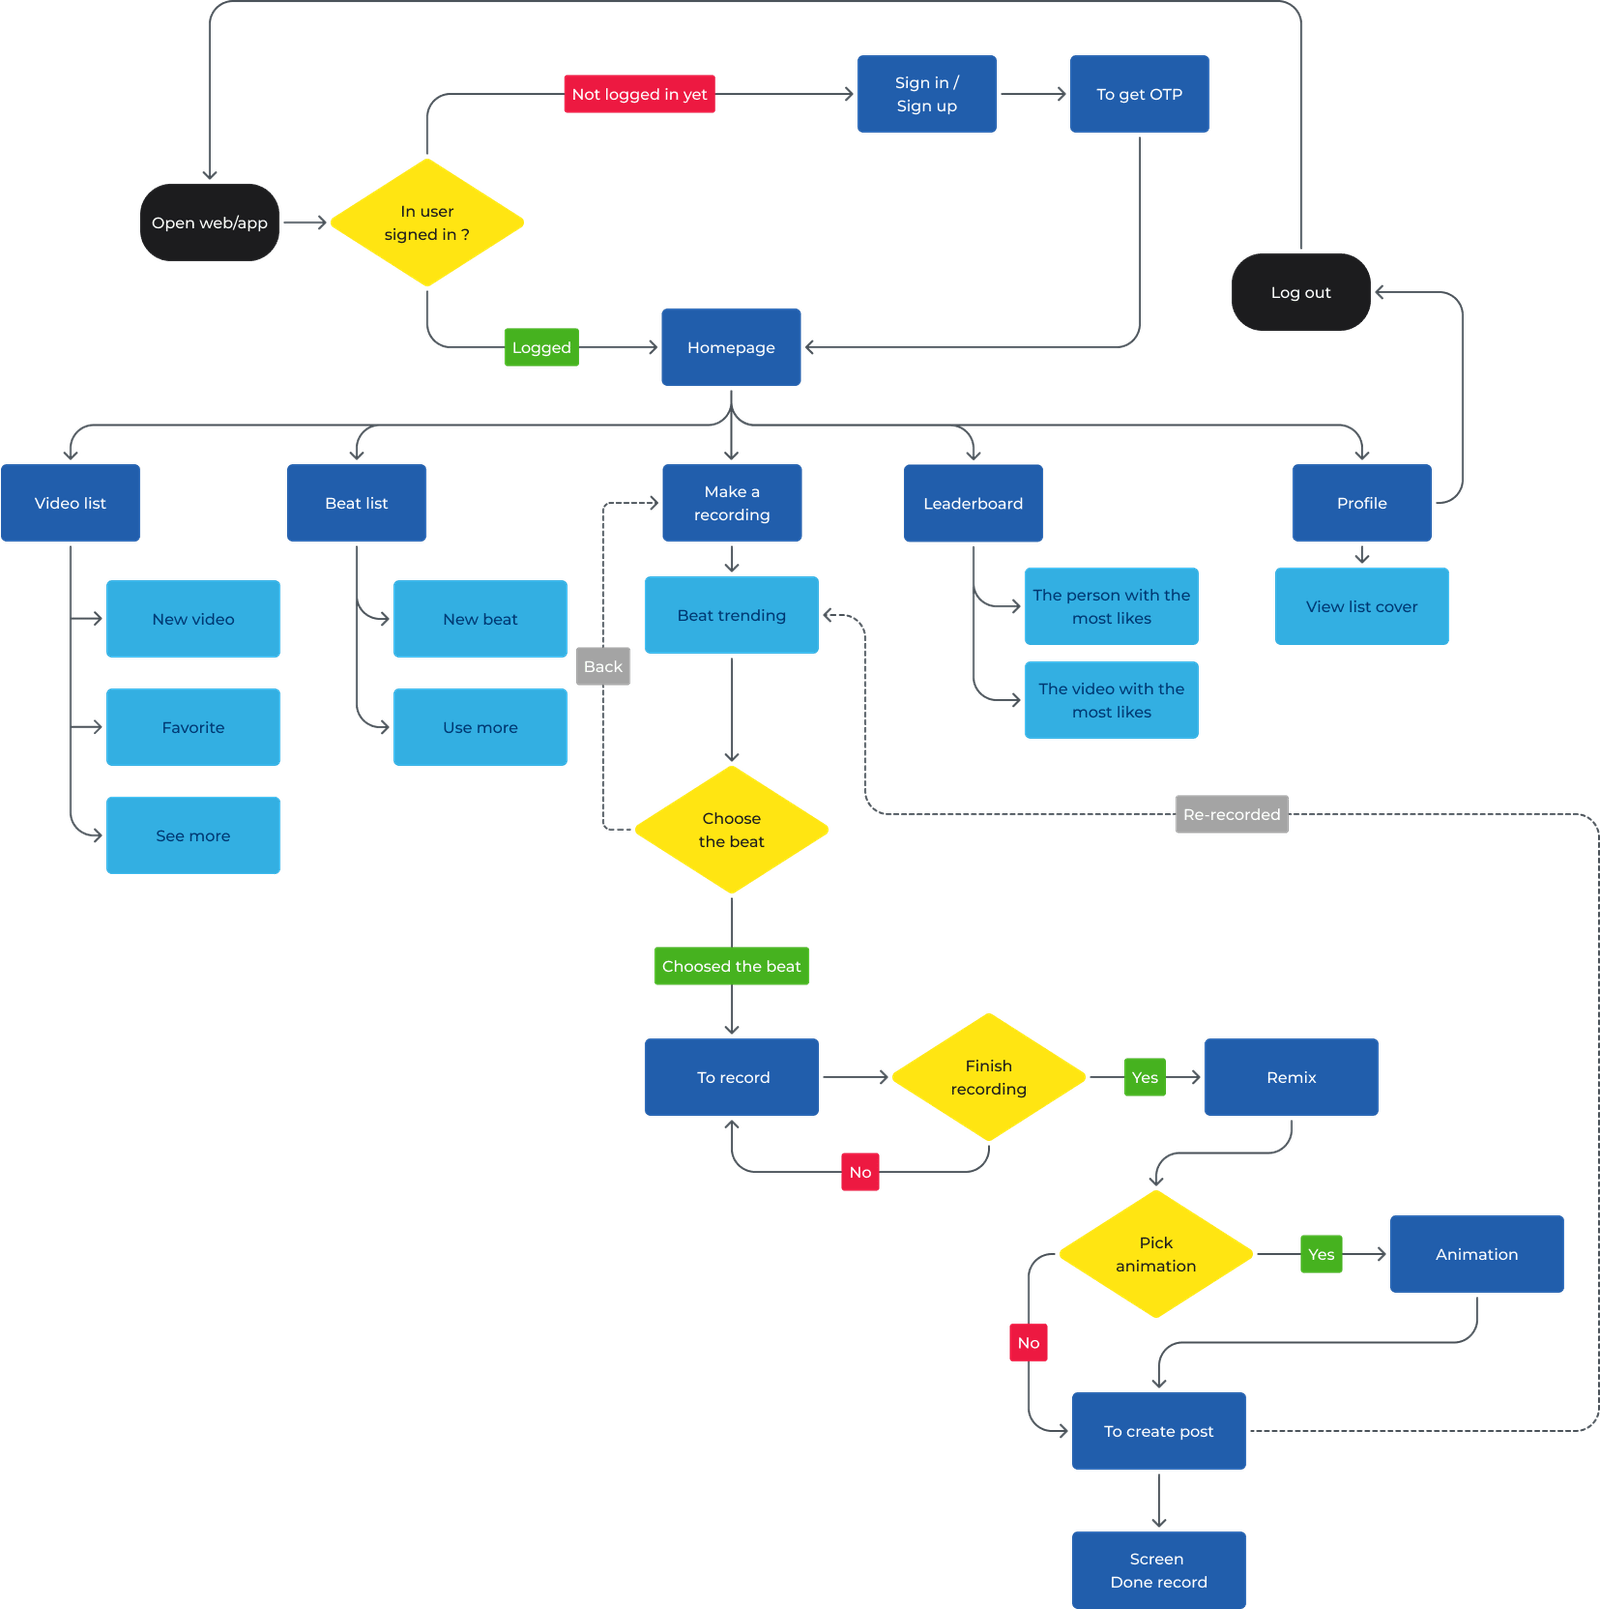 Not logged in yet
Sign in /
Sign up
To get OTP
Open web/app
In user
signed in ?
Log out
Logged
Homepage
Video list
Beat list
Make a
recording
Leaderboard
Profile
New video
New beat
Beat trending
The person with the
most likes
View list cover
Back
Favorite
Use more
The video with the
most likes
See more
Choose
the beat
Re-recorded
Choosed the beat
To record
Finish
recording
Yes
Remix
No
Pick
animation
Yes
Animation
No
To create post
Screen
Done record